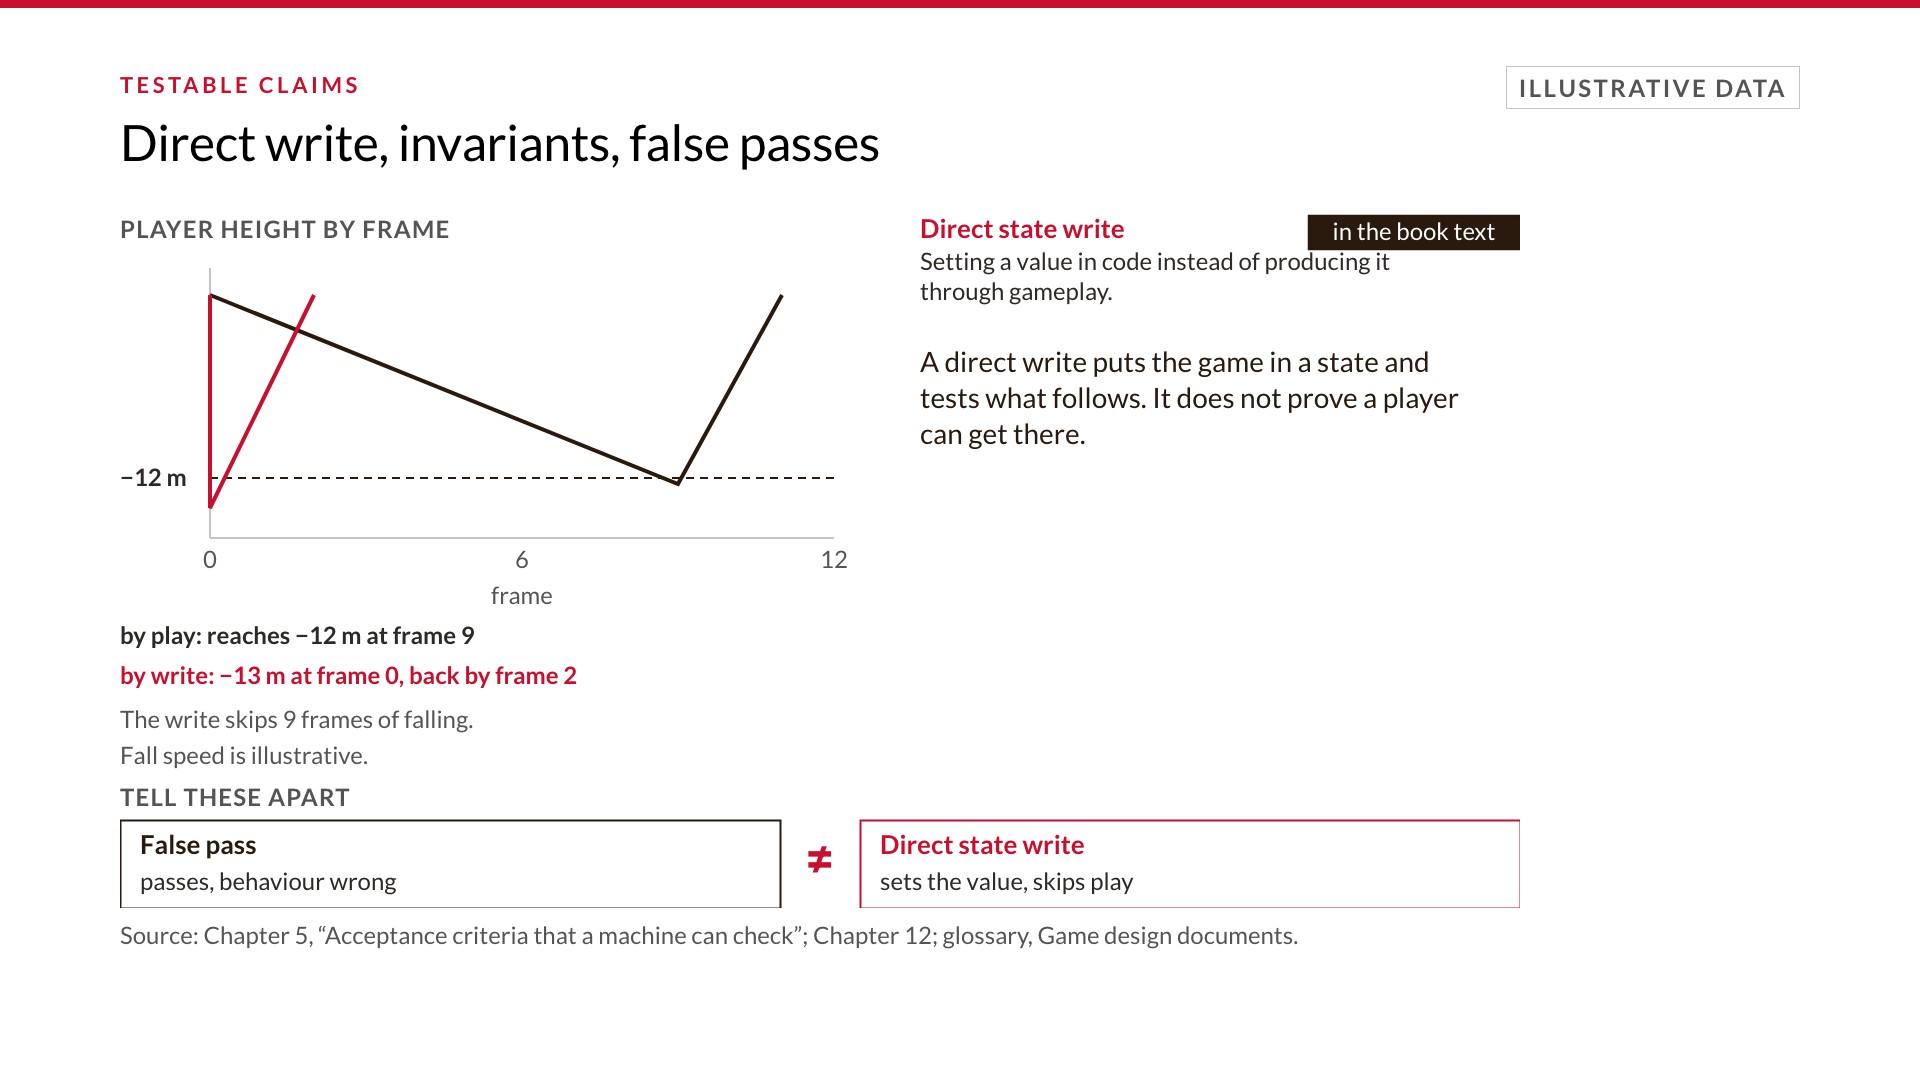 TESTABLE CLAIMS
ILLUSTRATIVE DATA
Direct write, invariants, false passes
PLAYER HEIGHT BY FRAME
−12 m
0
6
12
frame
by play: reaches −12 m at frame 9
by write: −13 m at frame 0, back by frame 2
The write skips 9 frames of falling.
Fall speed is illustrative.
Direct state write
in the book text
Setting a value in code instead of producing it
through gameplay.
A direct write puts the game in a state and
tests what follows. It does not prove a player
can get there.
TELL THESE APART
False pass
passes, behaviour wrong
≠
Direct state write
sets the value, skips play
Source: Chapter 5, “Acceptance criteria that a machine can check”; Chapter 12; glossary, Game design documents.